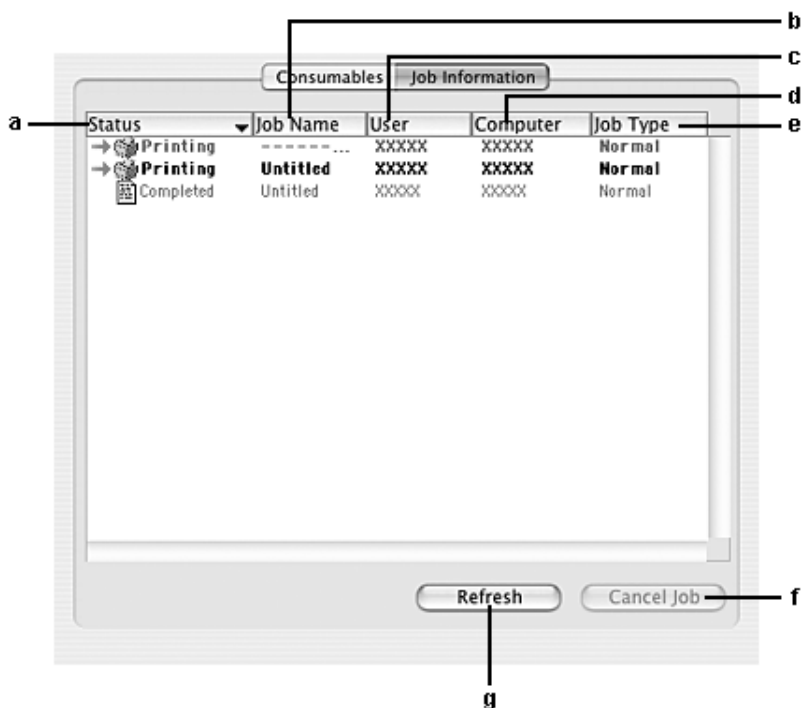 b
c
Consumables Job Information
d
a Status Job Name User Computer Job Type e
Printing ------... XXXXX XXXXX Normal
Printing Untitled XXXXX XXXXX Normal
Completed Untitled XXXXX XXXXX Normal
Refresh Cancel Job f
g